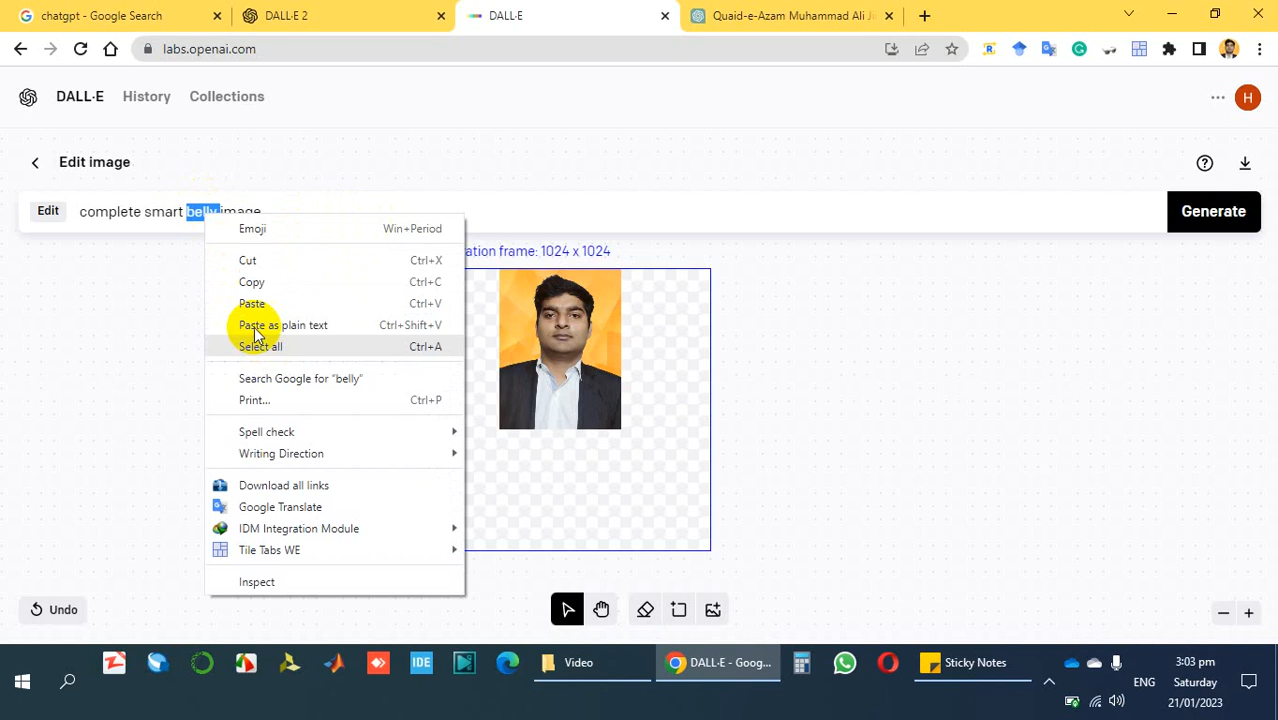 chatgpt - Google Search
DALL·E 2
DALL·E
Quaid-e-Azam Muhammad Ali Ji
labs.openai.com
DALL·E
History
Collections
H
Edit image
Edit
complete smart belly image
Generate
Emoji Win+Period
ation frame: 1024 x 1024
Cut Ctrl+X
Copy Ctrl+C
Paste Ctrl+V
Paste as plain text Ctrl+Shift+V
Select all Ctrl+A
Search Google for “belly”
Print... Ctrl+P
Spell check
Writing Direction
Download all links
Google Translate
IDM Integration Module
Tile Tabs WE
Inspect
Undo
IDE
Video
DALL·E - Goog...
Sticky Notes
ENG
3:03 pm
Saturday
21/01/2023